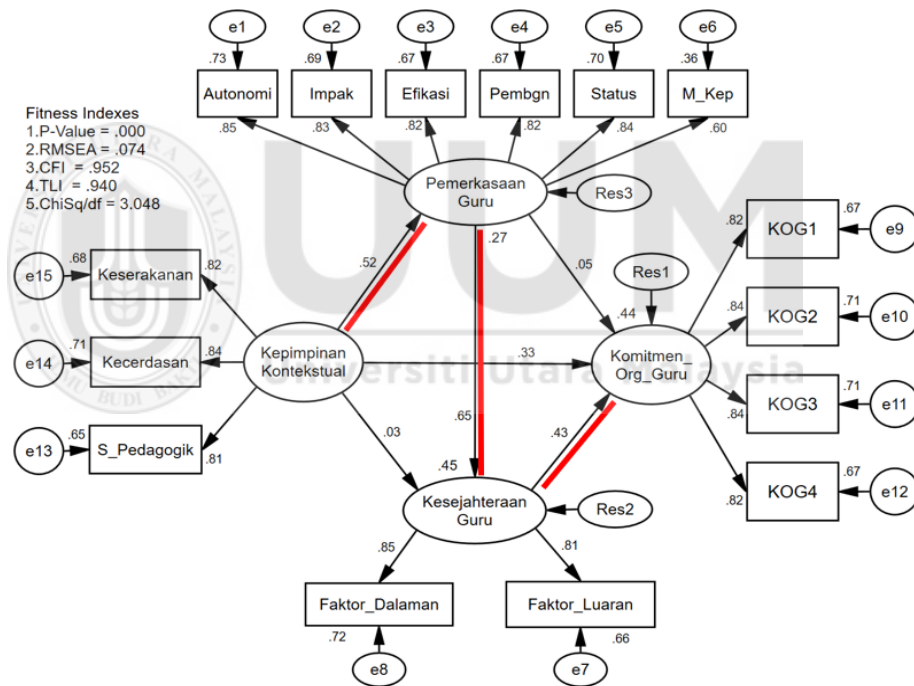 e1
e2
e3
e4
e5
e6
.73
.69
.67
.67
.70
.36
Autonomi
Impak
Efikasi
Pembgn
Status
M_Kep
.85
.83
.82
.82
.84
.60
Fitness Indexes
1.P-Value = .000
2.RMSEA = .074
3.CFI = .952
4.TLI = .940
5.ChiSq/df = 3.048
Pemerkasaan
Guru
Res3
.27
UUM
Universiti Utara Malaysia
e15
.68
Keserakanan
.82
.52
.05
Res1
.44
.82
KOG1
.67
e9
e14
.71
Kecerdasan
.84
Kepimpinan
Kontekstual
.33
Komitmen
Org_Guru
.84
KOG2
.71
e10
e13
.65
S_Pedagogik
.81
.03
.65
.43
.84
KOG3
.71
e11
.45
Kesejahteraan
Guru
Res2
.82
KOG4
.67
e12
.85
.81
Faktor_Dalaman
Faktor_Luaran
.72
.66
e8
e7